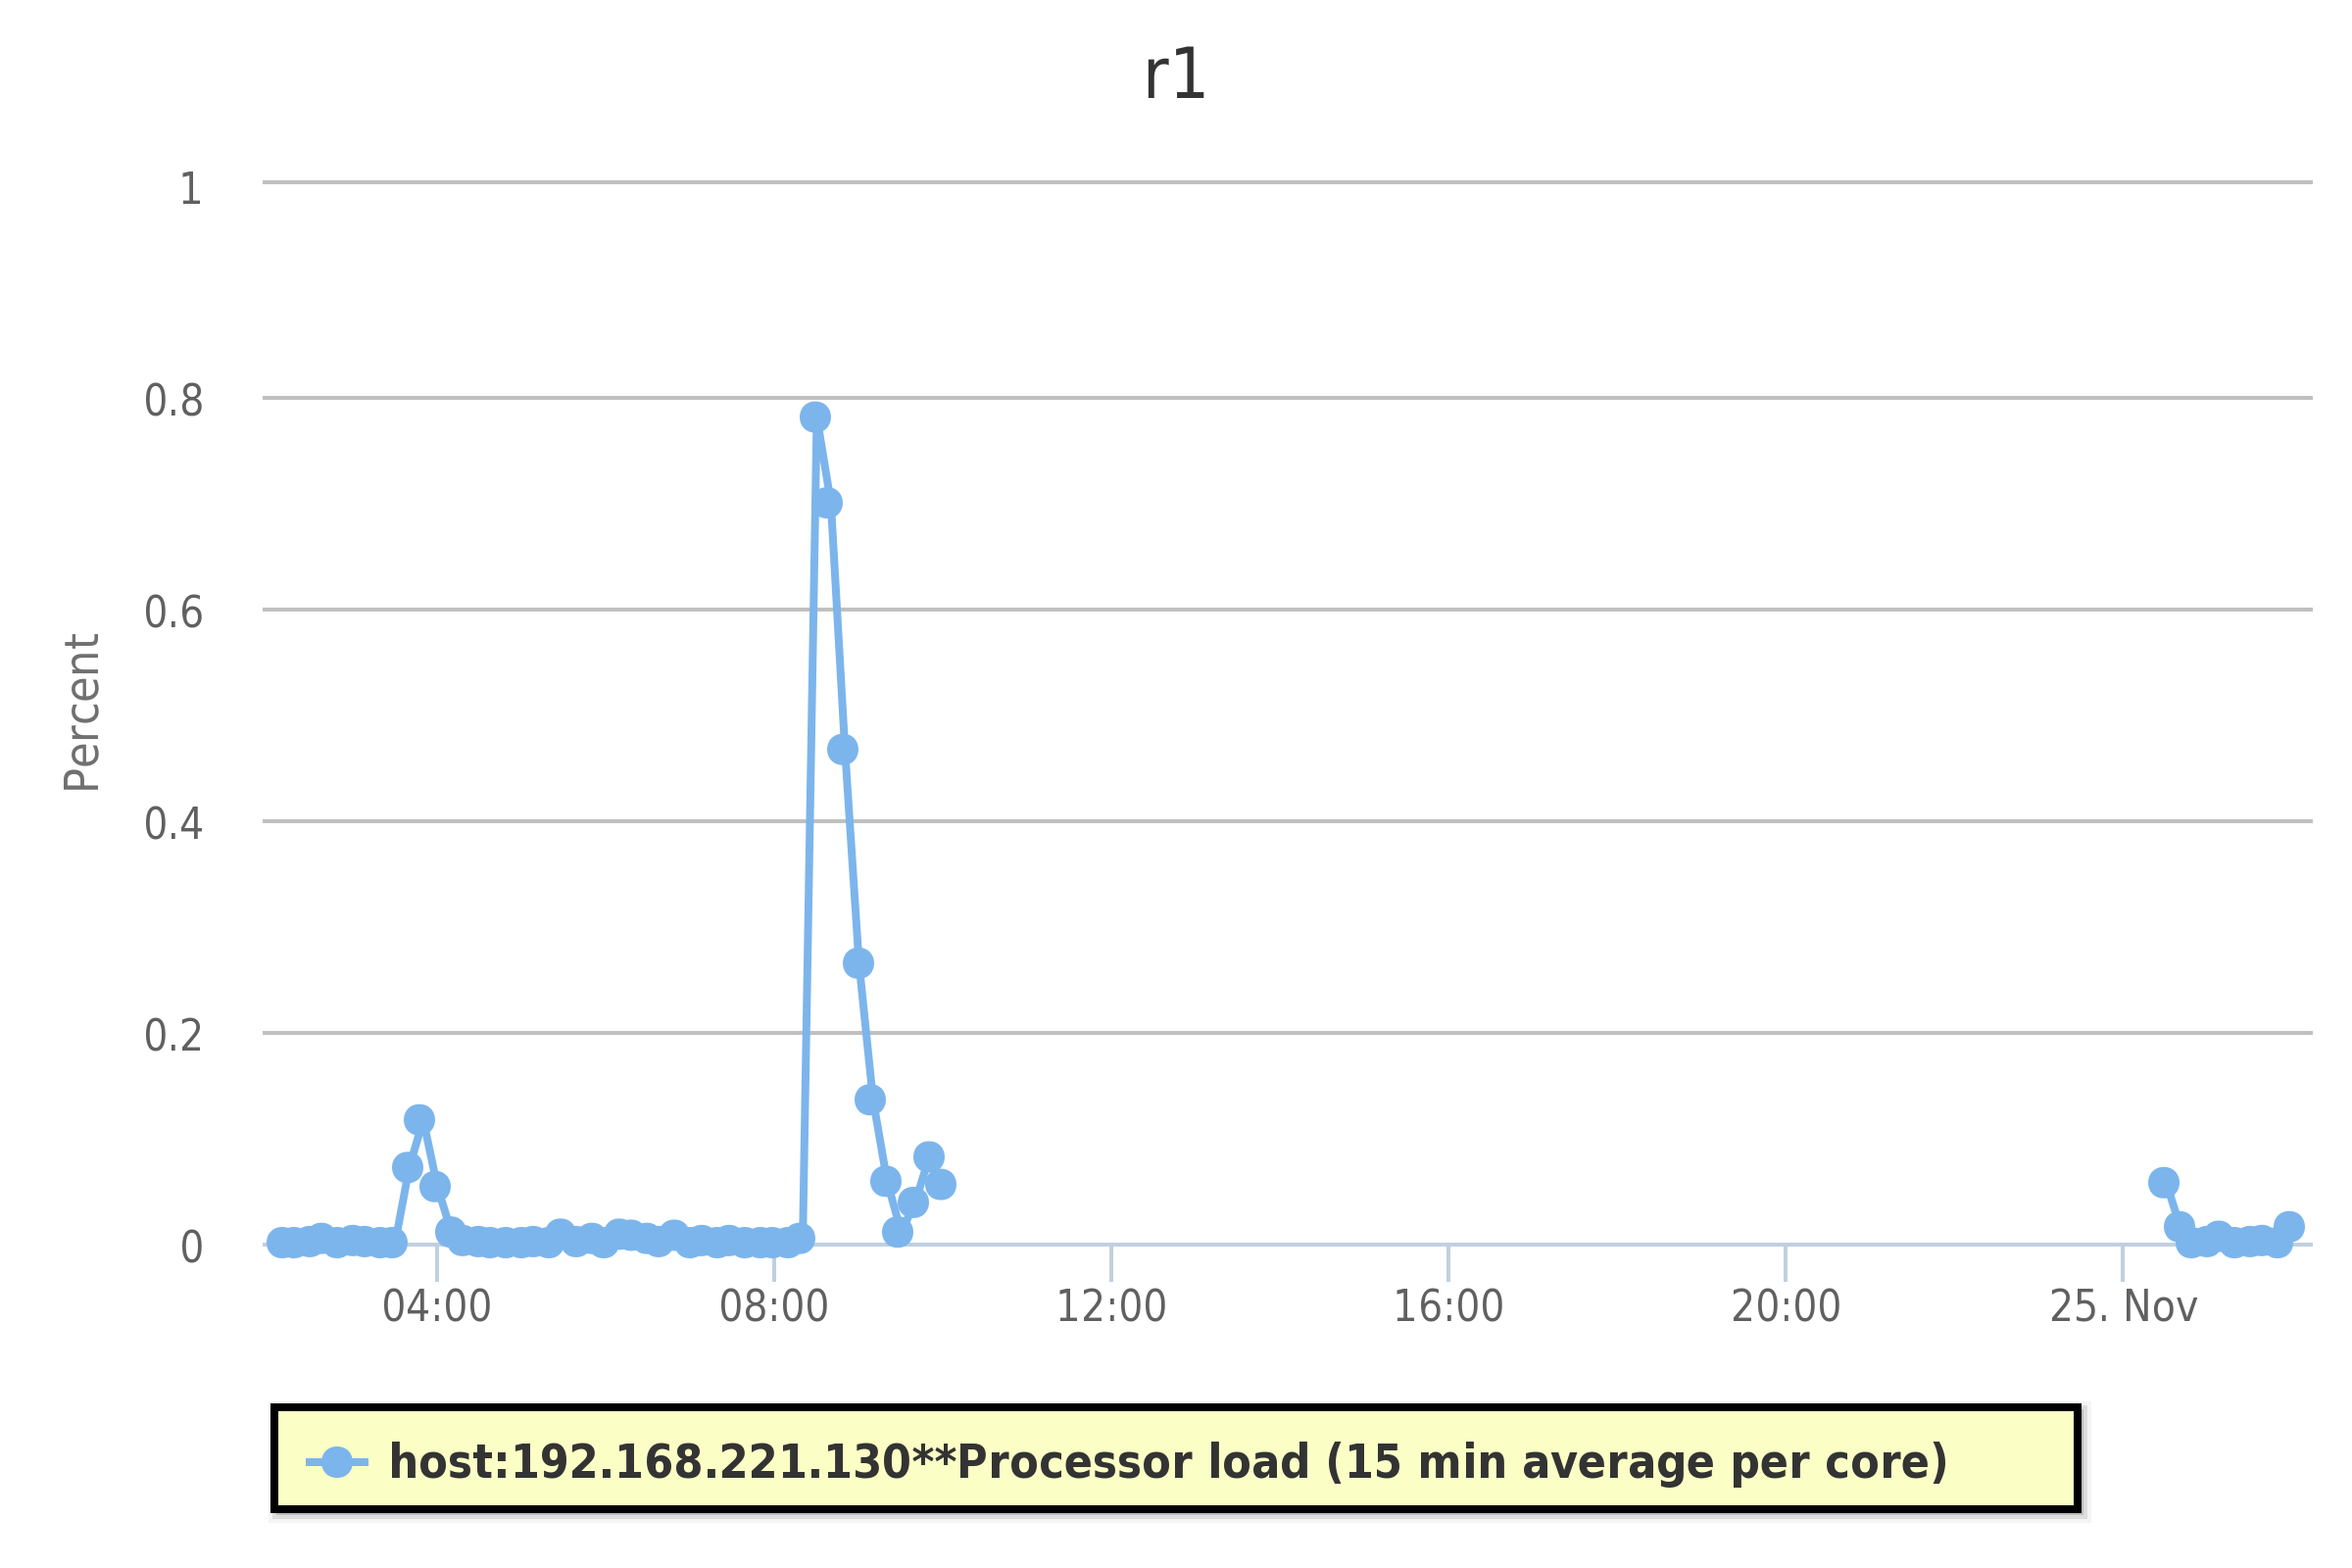 r1
1
0.8
0.6
0.4
0.2
0
Percent
04:00 08:00 12:00 16:00 20:00 25. Nov
host:192.168.221.130**Processor load (15 min average per core)